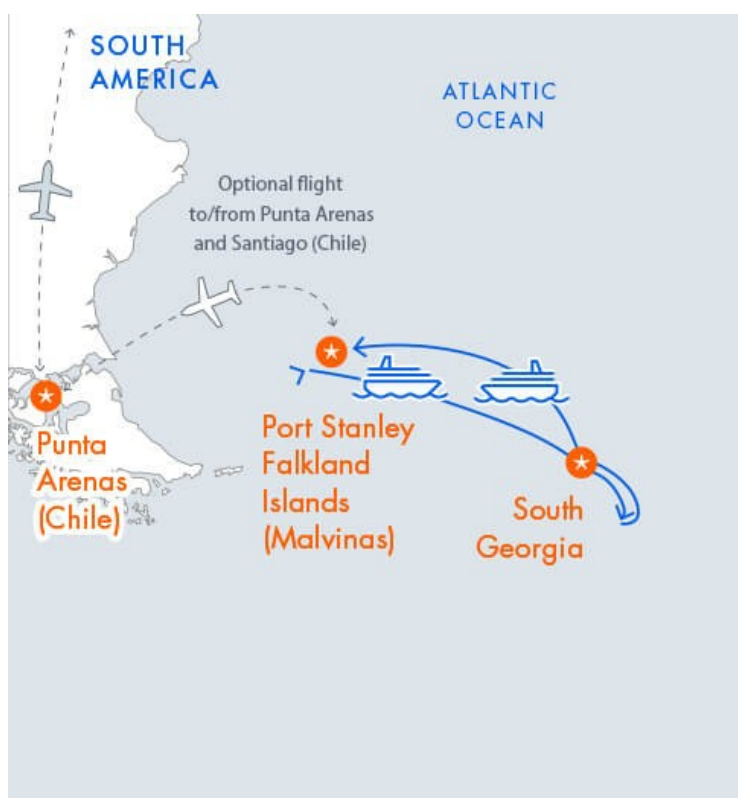 SOUTH
AMERICA
ATLANTIC
OCEAN
Optional flight
to/from Punta Arenas
and Santiago (Chile)
Port Stanley
Falkland
Islands
(Malvinas)
Punta
Arenas
(Chile)
South
Georgia